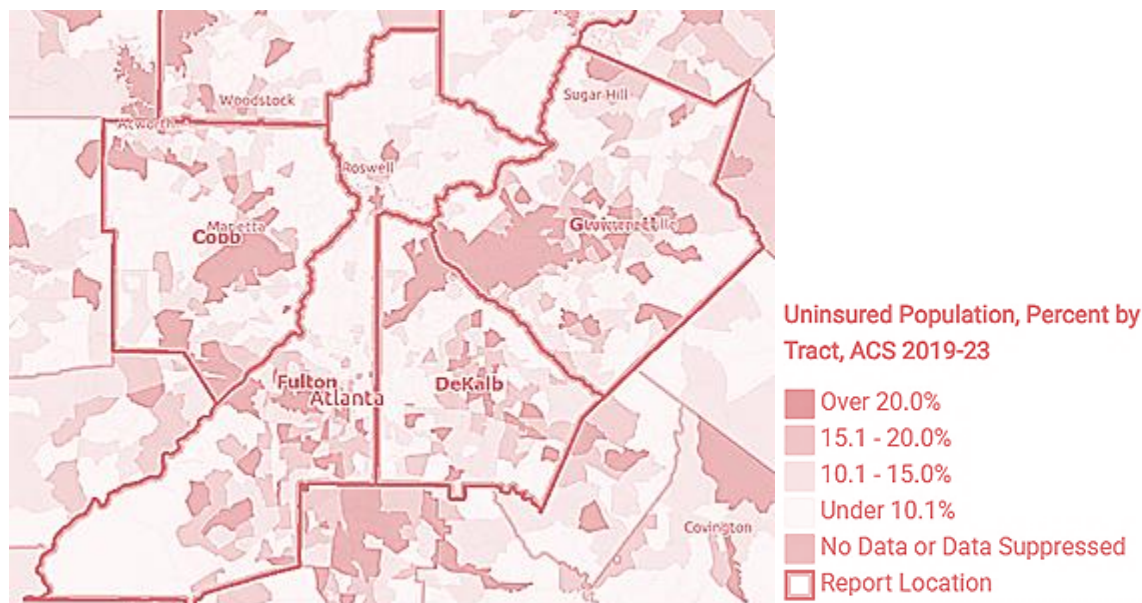 Woodstock
Sugar Hill
Acworth
Roswell
Marietta
Cobb
Gwinnett
Fulton
Atlanta
DeKalb
Covington
Uninsured Population, Percent by
Tract, ACS 2019-23
Over 20.0%
15.1 - 20.0%
10.1 - 15.0%
Under 10.1%
No Data or Data Suppressed
Report Location